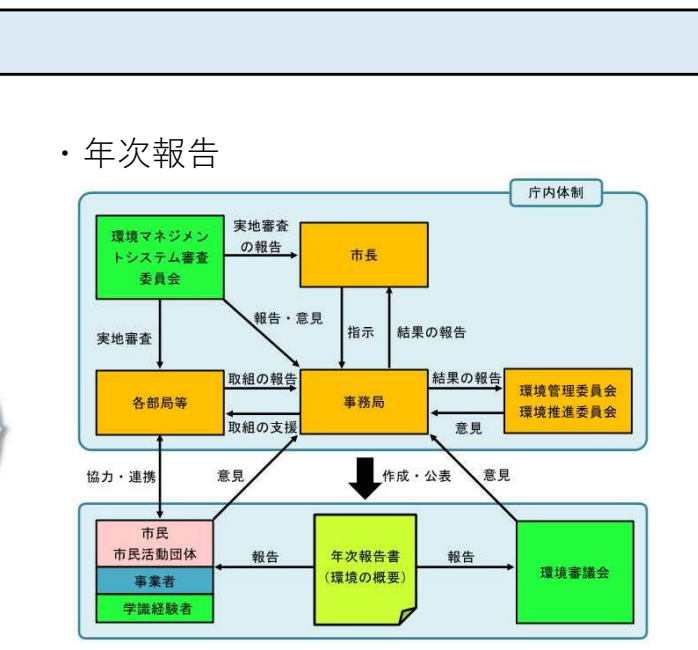 ・年次報告
庁内体制
環境マネジメン
トシステム審査
委員会
実地審査
の報告
市長
報告・意見
指示
結果の報告
実地審査
各部局等
取組の報告
取組の支援
事務局
結果の報告
意見
環境管理委員会
環境推進委員会
協力・連携
意見
作成・公表
意見
市民
市民活動団体
事業者
学識経験者
報告
年次報告書
（環境の概要）
報告
環境審議会